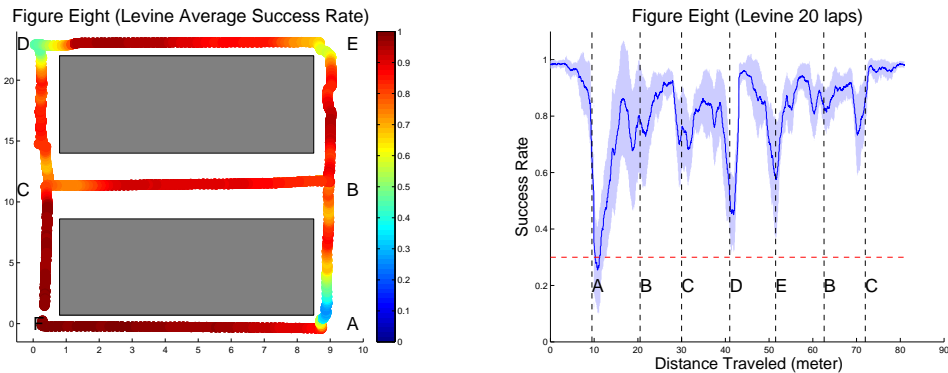 Figure Eight (Levine Average Success Rate)
D
E
C
B
F
A
20
15
10
5
0
0 1 2 3 4 5 6 7 8 9 10
1
0.9
0.8
0.7
0.6
0.5
0.4
0.3
0.2
0.1
0
Figure Eight (Levine 20 laps)
Success Rate
1
0.8
0.6
0.4
0.2
0
A B C D E B C
0 10 20 30 40 50 60 70 80 90
Distance Traveled (meter)